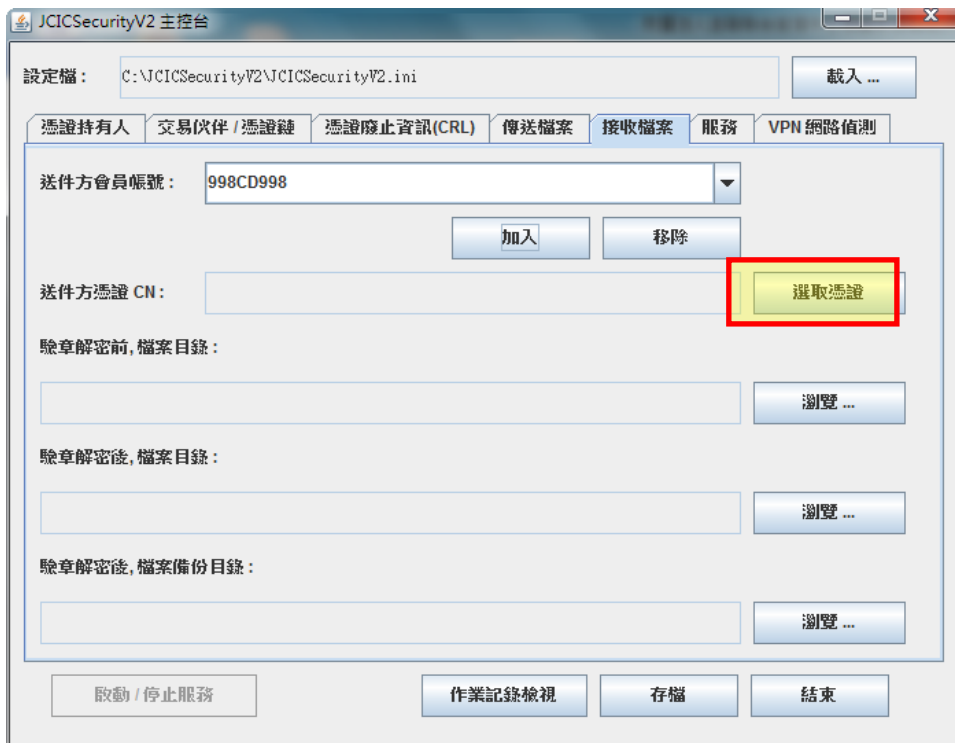 JCICSecurityV2 主控台
設定檔： C:\JCICSecurityV2\JCICSecurityV2.ini 載入 ...
憑證持有人 交易伙伴 / 憑證鏈 憑證廢止資訊(CRL) 傳送檔案 接收檔案 服務 VPN 網路偵測
送件方會員帳號： 998CD998
加入 移除
送件方憑證 CN： 選取憑證
驗章解密前,檔案目錄：
瀏覽 ...
驗章解密後,檔案目錄：
瀏覽 ...
驗章解密後,檔案備份目錄：
瀏覽 ...
啟動 / 停止服務 作業記錄檢視 存檔 結束